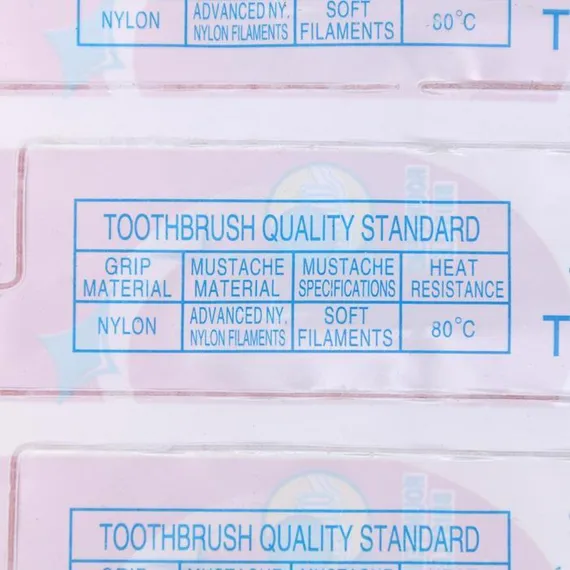 NYLON
ADVANCED NY.
NYLON FILAMENTS
SOFT
FILAMENTS
80°C
T
TOOTHBRUSH QUALITY STANDARD
GRIP
MATERIAL
MUSTACHE
MATERIAL
MUSTACHE
SPECIFICATIONS
HEAT
RESISTANCE
NYLON
ADVANCED NY.
NYLON FILAMENTS
SOFT
FILAMENTS
80°C
T
TOOTHBRUSH QUALITY STANDARD